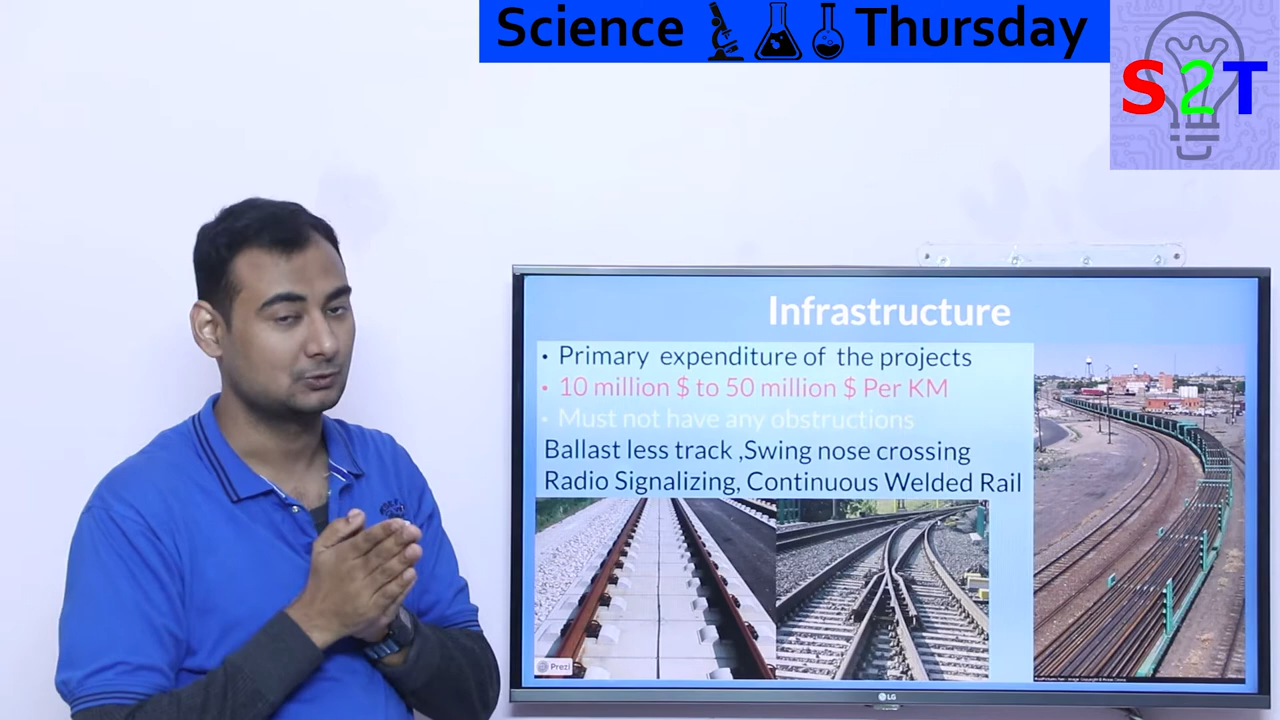 Science Thursday
S2T
Infrastructure
• Primary expenditure of the projects
• 10 million $ to 50 million $ Per KM
• Must not have any obstructions
Ballast less track ,Swing nose crossing
Radio Signalizing, Continuous Welded Rail
Prezi
LG